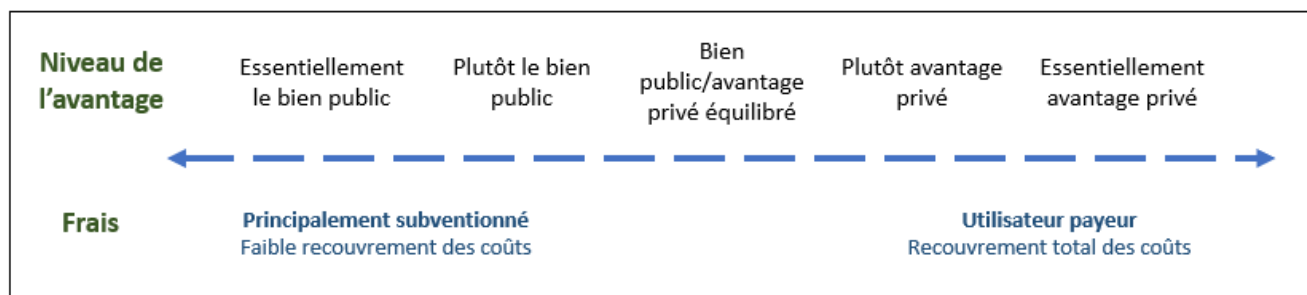 Niveau de
l'avantage
Essentiellement
le bien public
Plutôt le bien
public
Bien
public/avantage
privé équilibré
Plutôt avantage
privé
Essentiellement
avantage privé
Frais
Principalement subventionné
Faible recouvrement des coûts
Utilisateur payeur
Recouvrement total des coûts